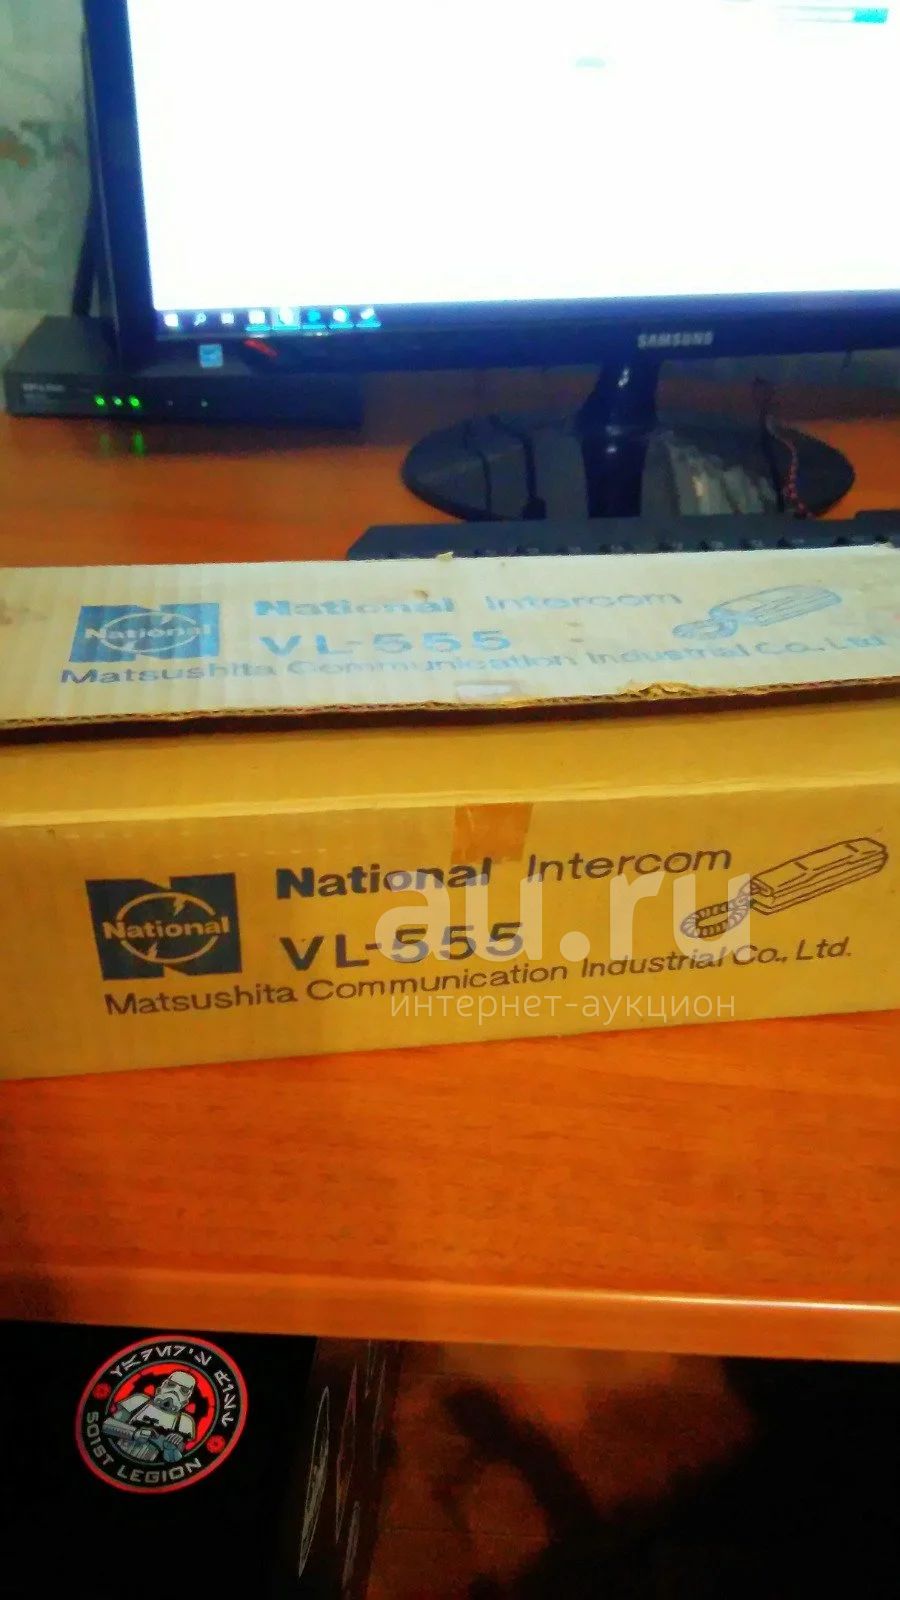 SAMSUNG
National
National Intercom
VL-555
Matsushita Communication Industrial Co., Ltd.
National
National Intercom
VL-555
Matsushita Communication Industrial Co., Ltd.
au.ru
интернет-аукцион
501ST LEGION